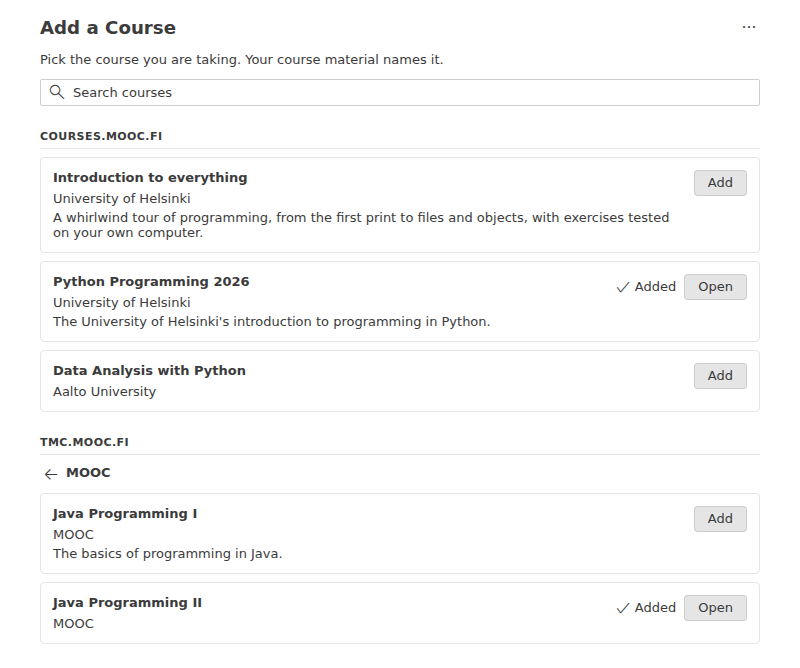 Add a Course
...
Pick the course you are taking. Your course material names it.
Search courses
COURSES.MOOC.FI
Introduction to everything
Add
University of Helsinki
A whirlwind tour of programming, from the first print to files and objects, with exercises tested
on your own computer.
Python Programming 2026
Added
Open
University of Helsinki
The University of Helsinki's introduction to programming in Python.
Data Analysis with Python
Add
Aalto University
TMC.MOOC.FI
MOOC
Java Programming I
Add
MOOC
The basics of programming in Java.
Java Programming II
Added
Open
MOOC